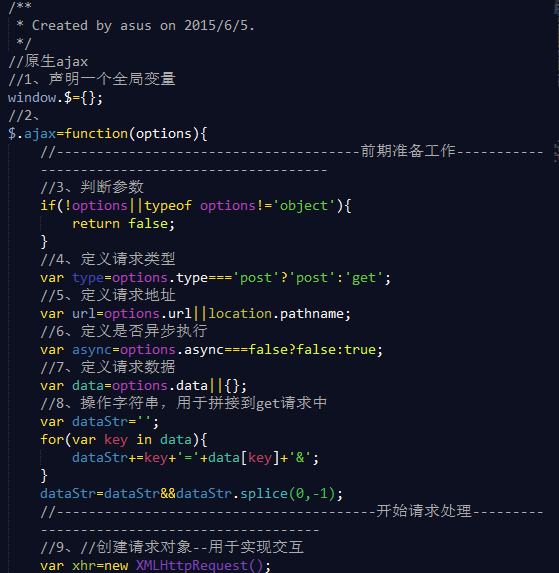 /**
 * Created by asus on 2015/6/5.
 */
//原生ajax
//1、声明一个全局变量
window.$={};
//2、
$.ajax=function(options){
    //--------------------------------------前期准备工作-----------
------------------------------------
    //3、判断参数
    if(!options||typeof options!='object'){
        return false;
    }
    //4、定义请求类型
    var type=options.type==='post'?'post':'get';
    //5、定义请求地址
    var url=options.url||location.pathname;
    //6、定义是否异步执行
    var async=options.async===false?false:true;
    //7、定义请求数据
    var data=options.data||{};
    //8、操作字符串，用于拼接到get请求中
    var dataStr='';
    for(var key in data){
        dataStr+=key+'='+data[key]+'&';
    }
    dataStr=dataStr&&dataStr.splice(0,-1);
    //----------------------------------------开始请求处理---------
-----------------------------------
    //9、//创建请求对象--用于实现交互
    var xhr=new XMLHttpRequest();